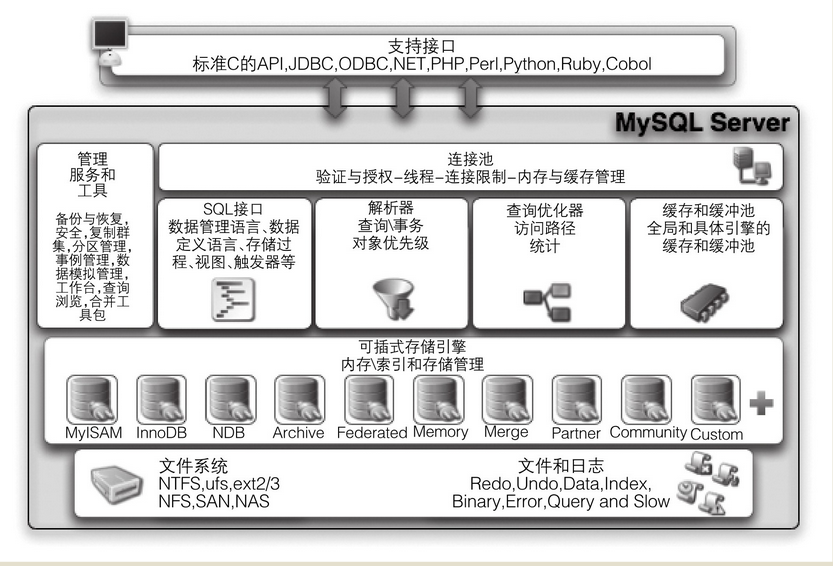 支持接口
标准C的API,JDBC,ODBC,NET,PHP,Perl,Python,Ruby,Cobol
MySQL Server
管理
服务和
工具
备份与恢复,
安全,复制群
集,分区管理,
事例管理,数
据模拟管理,
工作台,查询
浏览,合并工
具包
连接池
验证与授权-线程-连接限制-内存与缓存管理
SQL接口
数据管理语言、数据
定义语言、存储过
程、视图、触发器等
解析器
查询\事务
对象优先级
查询优化器
访问路径
统计
缓存和缓冲池
全局和具体引擎的
缓存和缓冲池
可插式存储引擎
内存\索引和存储管理
MyISAM
InnoDB
NDB
Archive
Federated
Memory
Merge
Partner
Community
Custom
文件系统
NTFS,ufs,ext2/3
NFS,SAN,NAS
文件和日志
Redo,Undo,Data,Index,
Binary,Error,Query and Slow